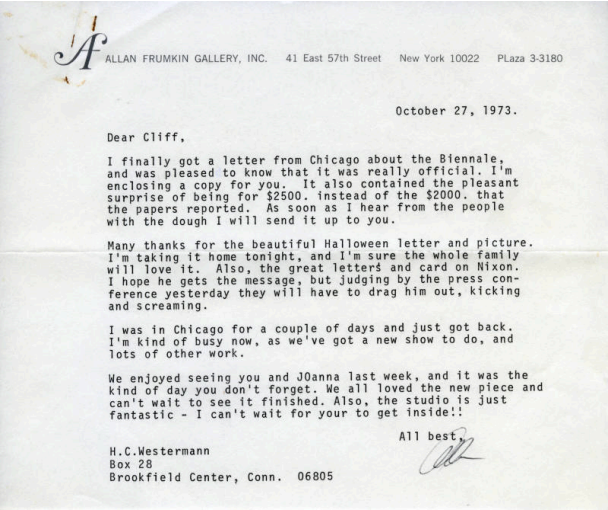 AF ALLAN FRUMKIN GALLERY, INC. 41 East 57th Street New York 10022 PLaza 3-3180
October 27, 1973.
Dear Cliff,
I finally got a letter from Chicago about the Biennale,
and was pleased to know that it was really official. I'm
enclosing a copy for you. It also contained the pleasant
surprise of being for $2500. instead of the $2000. that
the papers reported. As soon as I hear from the people
with the dough I will send it up to you.
Many thanks for the beautiful Halloween letter and picture.
I'm taking it home tonight, and I'm sure the whole family
will love it. Also, the great letters and card on Nixon.
I hope he gets the message, but judging by the press con-
ference yesterday they will have to drag him out, kicking
and screaming.
I was in Chicago for a couple of days and just got back.
I'm kind of busy now, as we've got a new show to do, and
lots of other work.
We enjoyed seeing you and JOanna last week, and it was the
kind of day you don't forget. We all loved the new piece and
can't wait to see it finished. Also, the studio is just
fantastic - I can't wait for your to get inside!!
All best,
H.C.Westermann
Box 28
Brookfield Center, Conn. 06805